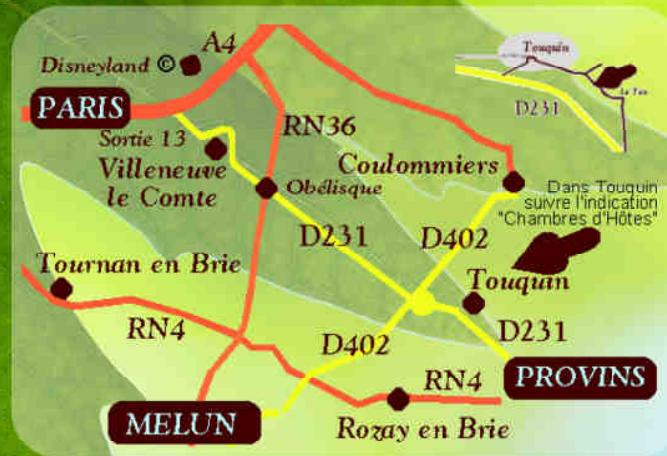 A4
Disneyland ©
Touquin
PARIS
D231
Sortie 13
RN36
Villeneuve
le Comte
Coulommiers
Obélisque
Dans Touquin
suivre l'indication
"Chambres d'Hôtes"
D231
D402
Tournan en Brie
Touquin
RN4
D402
D231
RN4
PROVINS
MELUN
Rozay en Brie